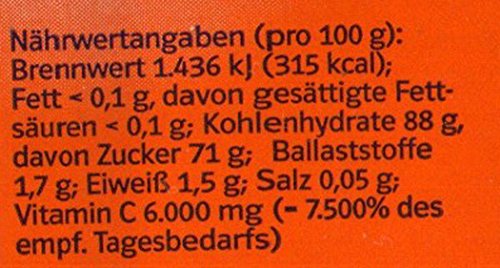 Nährwertangaben (pro 100 g):
Brennwert 1.436 kJ (315 kcal);
Fett < 0,1 g, davon gesättigte Fett-
säuren < 0,1 g; Kohlenhydrate 88 g,
davon Zucker 71 g; Ballaststoffe
1,7 g; Eiweiß 1,5 g; Salz 0,05 g;
Vitamin C 6.000 mg (= 7.500% des
empf. Tagesbedarfs)